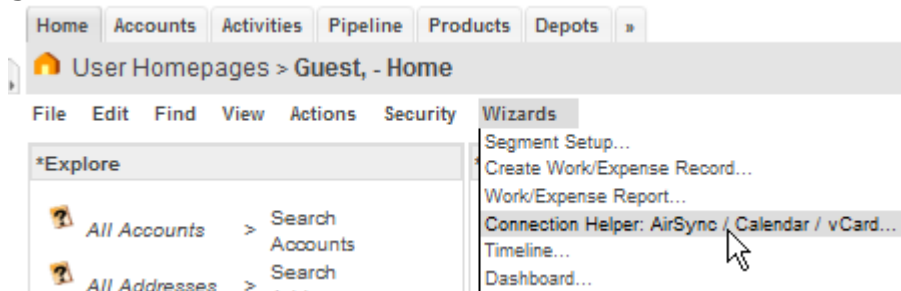 Home Accounts Activities Pipeline Products Depots »
User Homepages > Guest, - Home
File Edit Find View Actions Security Wizards
*Explore
All Accounts > Search
Accounts
All Addresses > Search
Segment Setup...
Create Work/Expense Record...
Work/Expense Report...
Connection Helper: AirSync / Calendar / vCard...
Timeline...
Dashboard...